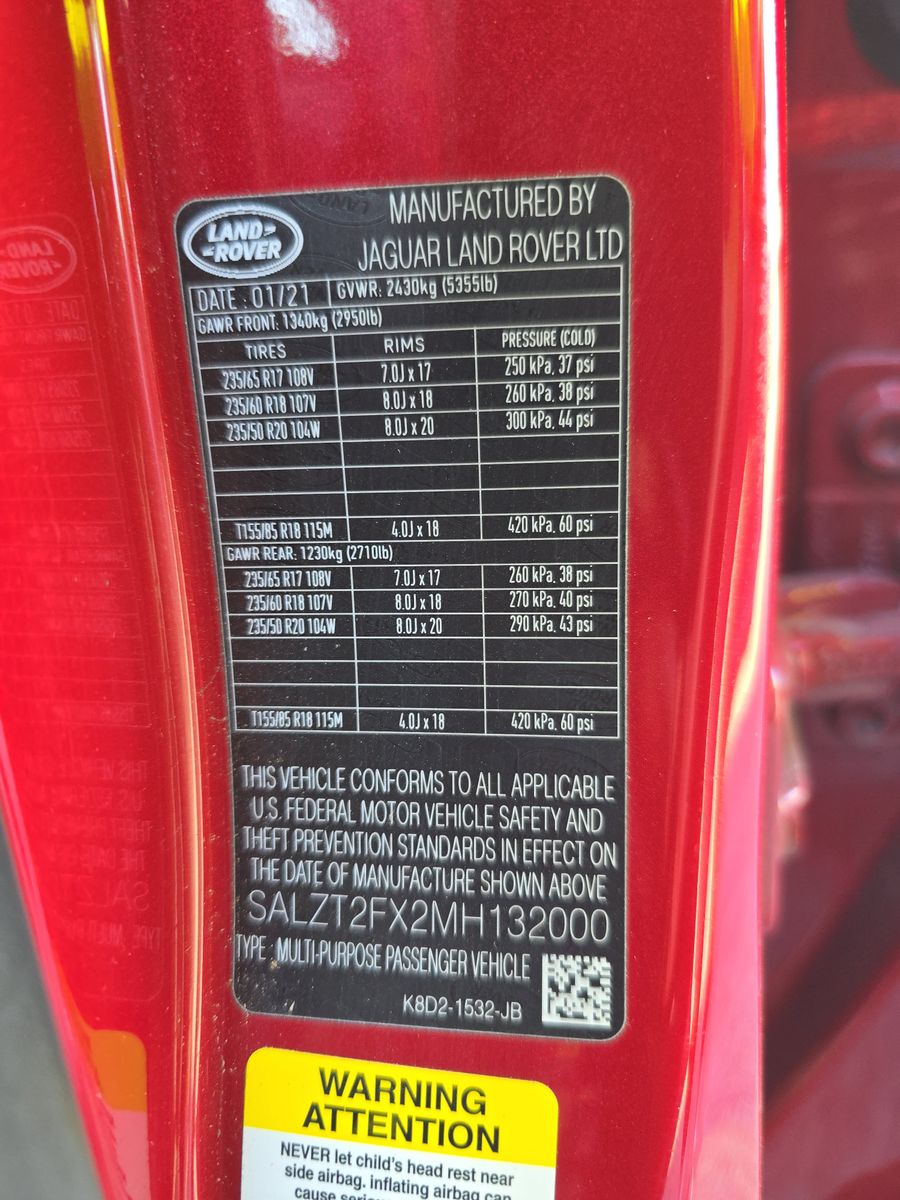 LAND-
-ROVER
MANUFACTURED BY
JAGUAR LAND ROVER LTD
DATE : 01/21 GVWR: 2430kg (5355lb)
GAWR FRONT: 1340kg (2950lb)
TIRES RIMS PRESSURE (COLD)
235/65 R17 108V 7.0J x 17 250 kPa, 37 psi
235/60 R18 107V 8.0J x 18 260 kPa, 38 psi
235/50 R20 104W 8.0J x 20 300 kPa, 44 psi
T155/85 R18 115M 4.0J x 18 420 kPa, 60 psi
GAWR REAR: 1230kg (2710lb)
235/65 R17 108V 7.0J x 17 260 kPa, 38 psi
235/60 R18 107V 8.0J x 18 270 kPa, 40 psi
235/50 R20 104W 8.0J x 20 290 kPa, 43 psi
T155/85 R18 115M 4.0J x 18 420 kPa, 60 psi
THIS VEHICLE CONFORMS TO ALL APPLICABLE
U.S. FEDERAL MOTOR VEHICLE SAFETY AND
THEFT PREVENTION STANDARDS IN EFFECT ON
THE DATE OF MANUFACTURE SHOWN ABOVE
SALZT2FX2MH132000
TYPE : MULTI-PURPOSE PASSENGER VEHICLE
K8D2-1532-JB
WARNING
ATTENTION
NEVER let child's head rest near
side airbag, inflating airbag can
cause